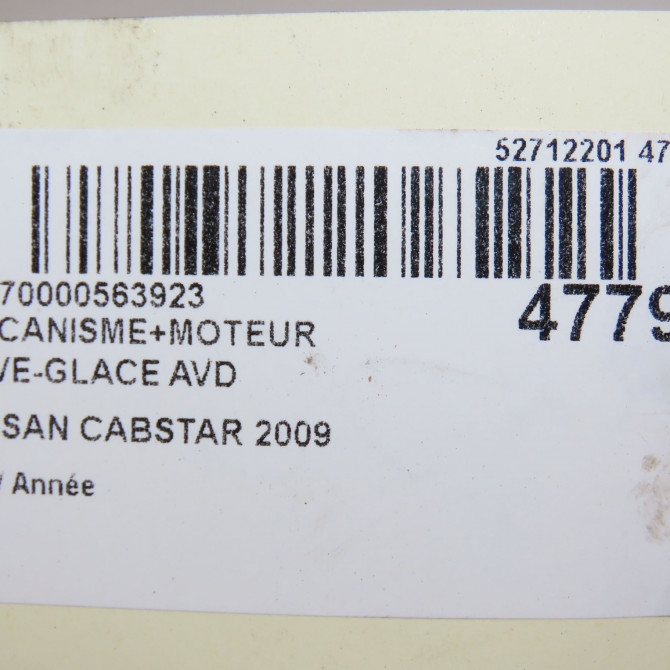 52712201 47
70000563923
4779
CANISME+MOTEUR
VE-GLACE AVD
SAN CABSTAR 2009
/ Année